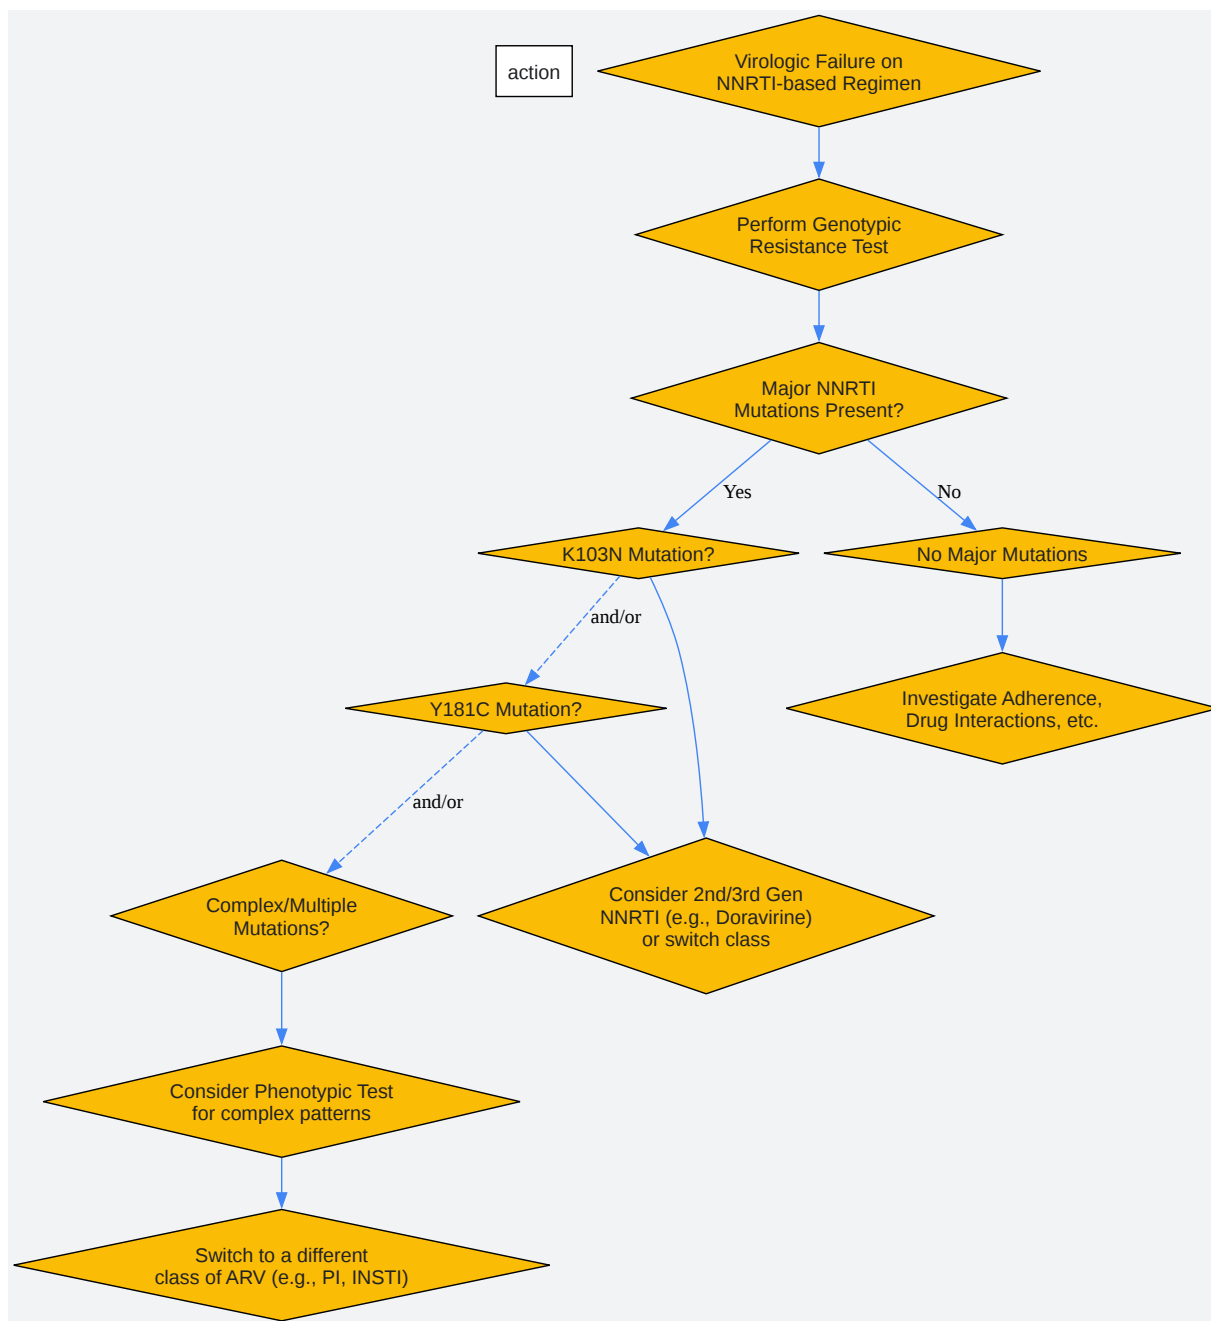 action
Virologic Failure on
NNRTI-based Regimen
Perform Genotypic
Resistance Test
Major NNRTI
Mutations Present?
Yes
No
K103N Mutation?
No Major Mutations
and/or
Y181C Mutation?
Investigate Adherence,
Drug Interactions, etc.
and/or
Complex/Multiple
Mutations?
Consider 2nd/3rd Gen
NNRTI (e.g., Doravirine)
or switch class
Consider Phenotypic Test
for complex patterns
Switch to a different
class of ARV (e.g., PI, INSTI)